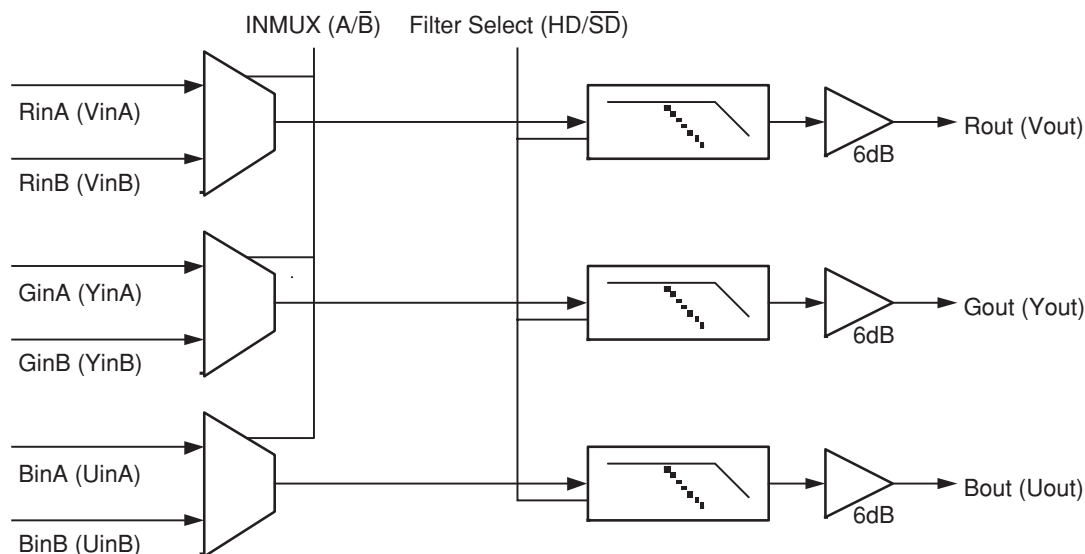 INMUX (A/B̅) Filter Select (HD/S̅D̅)
RinA (VinA)
RinB (VinB)
6dB
Rout (Vout)
GinA (YinA)
GinB (YinB)
6dB
Gout (Yout)
BinA (UinA)
BinB (UinB)
6dB
Bout (Uout)